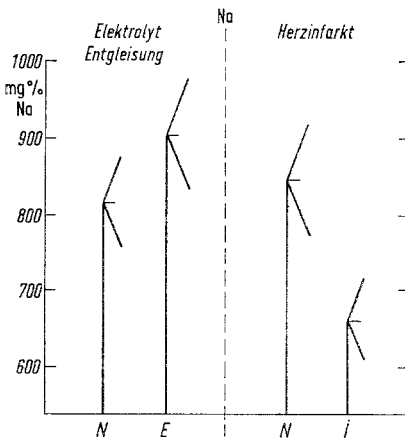 Na
Elektrolyt
Entgleisung
Herzinfarkt
1000
mg%
Na
900
800
700
600
N
E
N
i